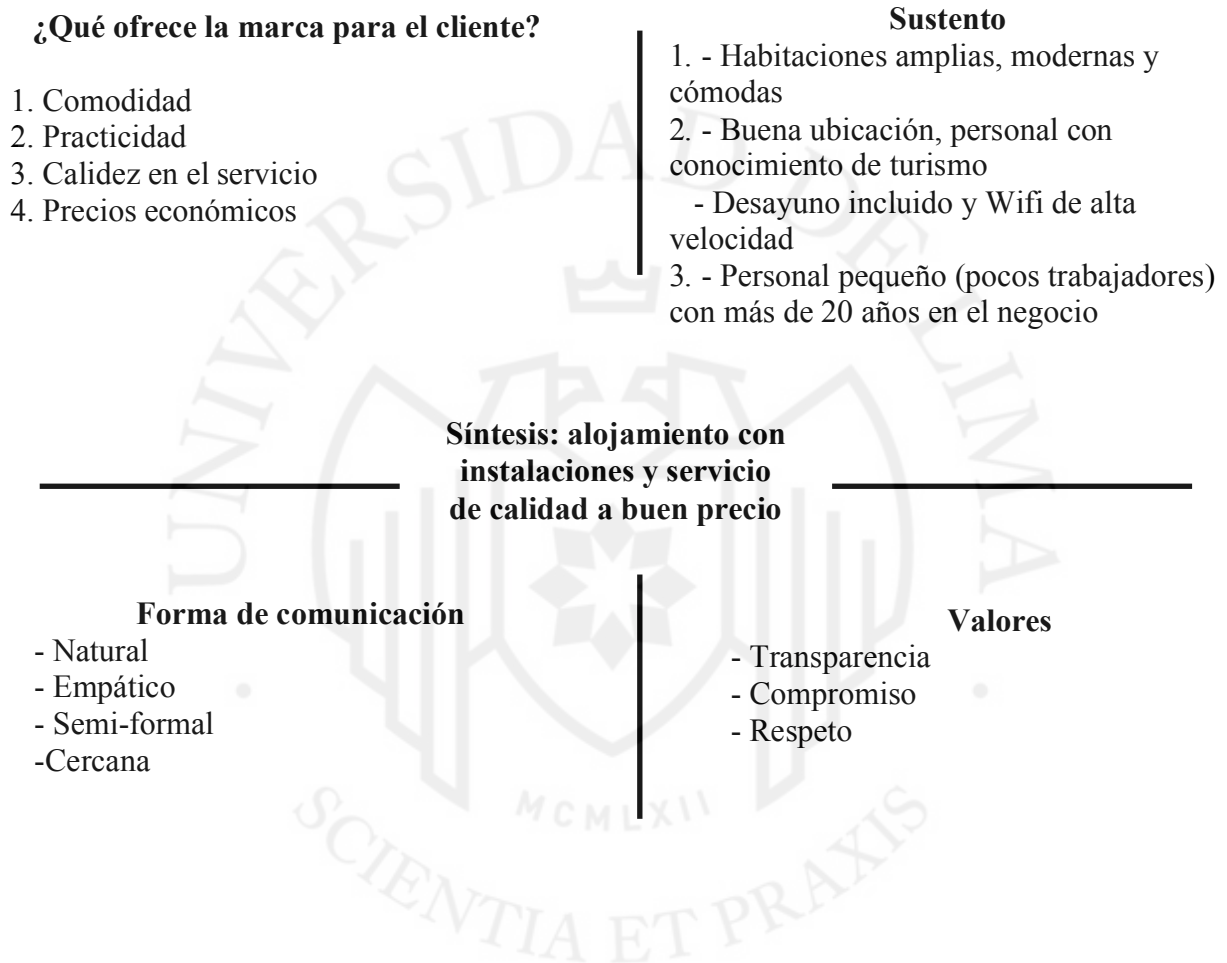 ¿Qué ofrece la marca para el cliente?
1. Comodidad
2. Practicidad
3. Calidez en el servicio
4. Precios económicos
Sustento
1. - Habitaciones amplias, modernas y
cómodas
2. - Buena ubicación, personal con
conocimiento de turismo
- Desayuno incluido y Wifi de alta
velocidad
3. - Personal pequeño (pocos trabajadores)
con más de 20 años en el negocio
Síntesis: alojamiento con
instalaciones y servicio
de calidad a buen precio
Forma de comunicación
- Natural
- Empático
- Semi-formal
-Cercana
Valores
- Transparencia
- Compromiso
- Respeto
UNIVERSIDAD DE LIMA
MCMLXII
SCIENTIA ET PRAXIS